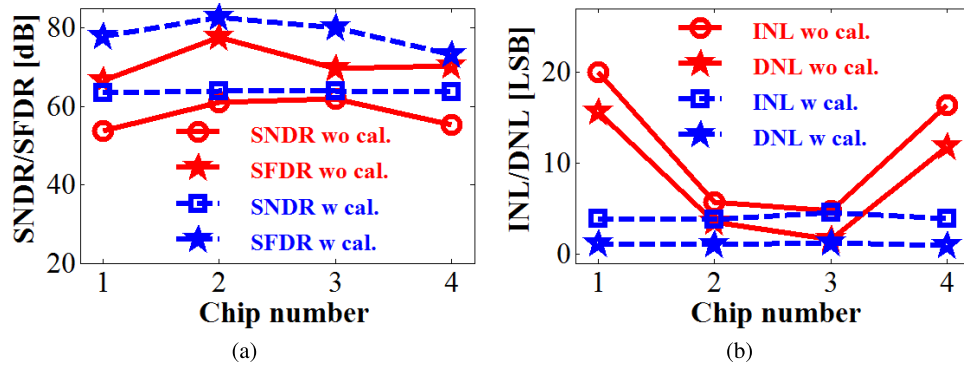 SNDR/SFDR [dB]
80
60
40
20
SNDR wo cal.
SFDR wo cal.
SNDR w cal.
SFDR w cal.
1 2 3 4
Chip number
(a)
INL/DNL [LSB]
20
10
0
INL wo cal.
DNL wo cal.
INL w cal.
DNL w cal.
1 2 3 4
Chip number
(b)